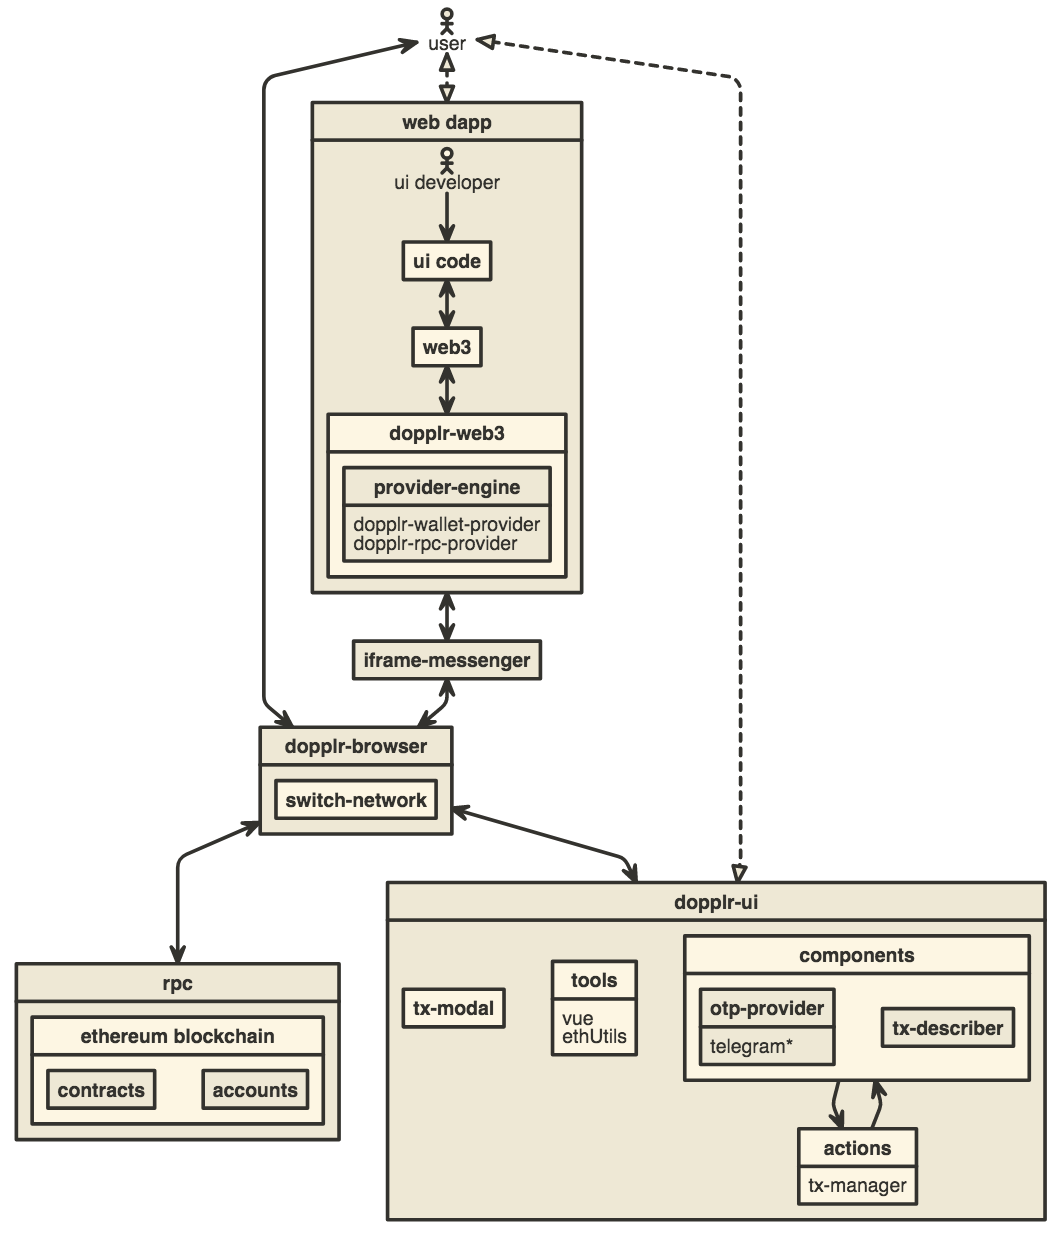 user
web dapp
ui developer
ui code
web3
dopplr-web3
provider-engine
dopplr-wallet-provider
dopplr-rpc-provider
iframe-messenger
dopplr-browser
switch-network
rpc
ethereum blockchain
contracts
accounts
dopplr-ui
tx-modal
tools
vue
ethUtils
components
otp-provider
telegram*
tx-describer
actions
tx-manager